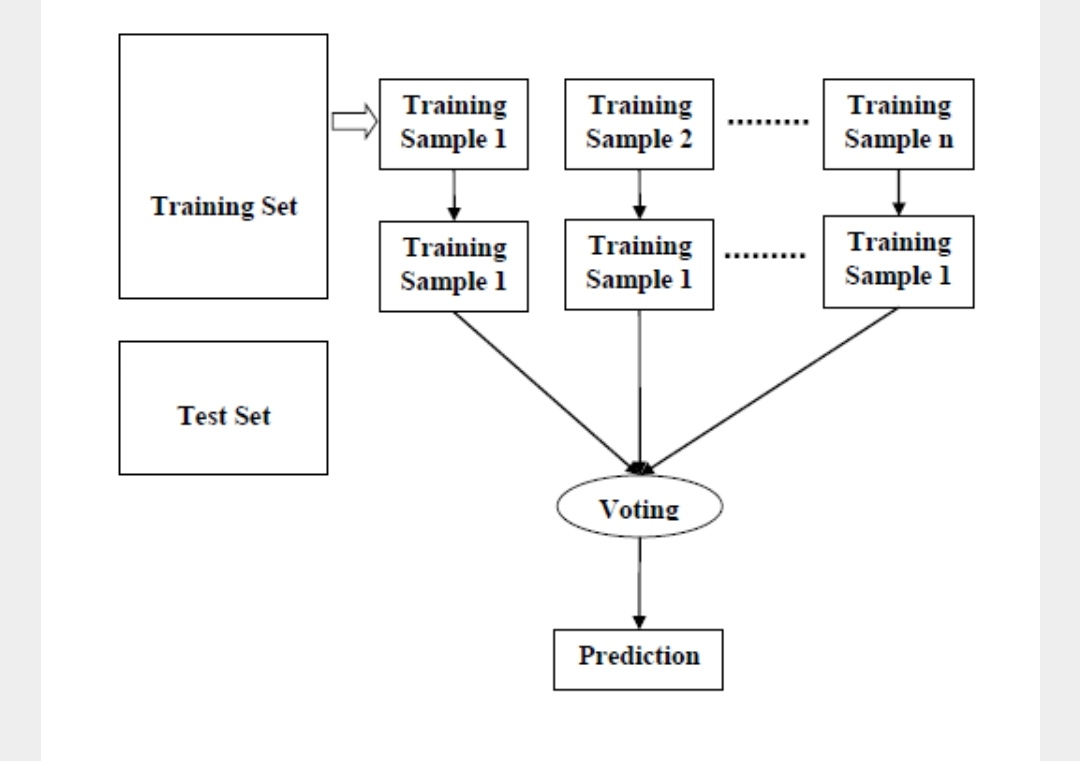 Training
Sample 1
Training
Sample 2
.........
Training
Sample n
Training Set
Training
Sample 1
Training
Sample 1
.........
Training
Sample 1
Test Set
Voting
Prediction